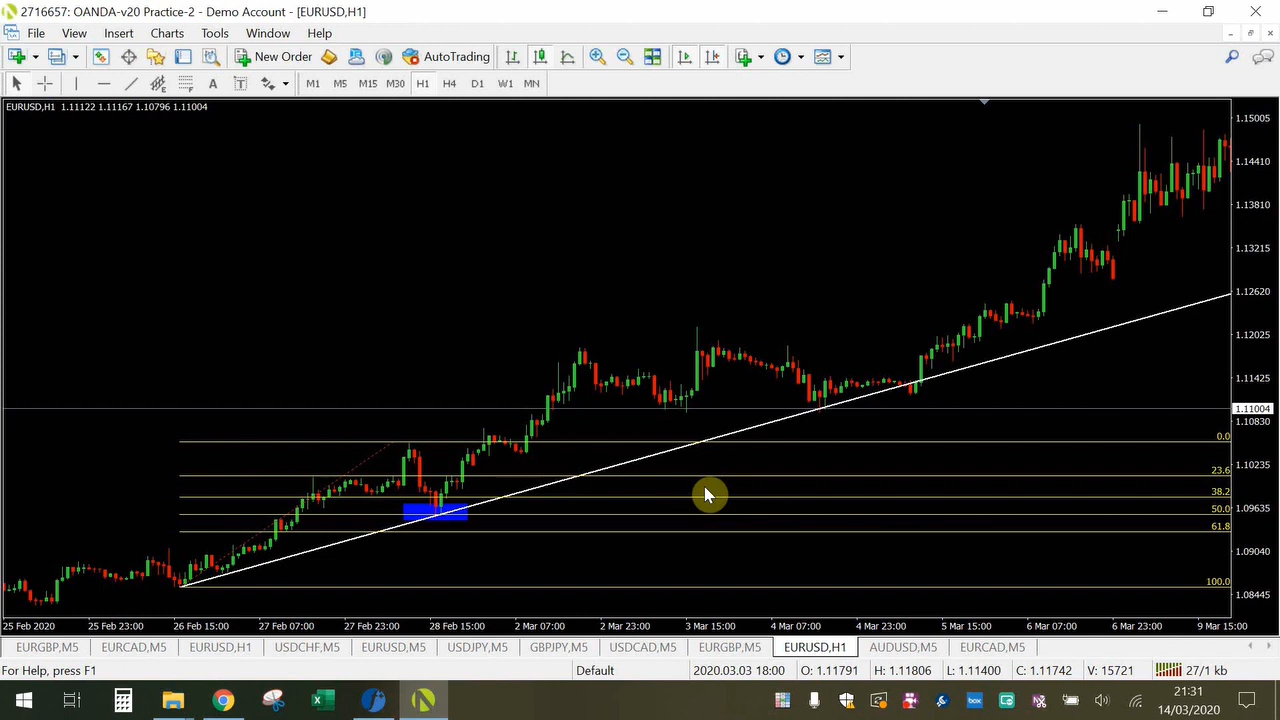 2716657: OANDA-v20 Practice-2 - Demo Account - [EURUSD,H1]
File View Insert Charts Tools Window Help
New Order AutoTrading
M1 M5 M15 M30 H1 H4 D1 W1 MN
EURUSD,H1 1.11122 1.11167 1.10796 1.11004
1.15005
1.14410
1.13810
1.13215
1.12620
1.12025
1.11425
1.11004
1.10830
0.0
1.10235
23.6
38.2
1.09635
50.0
61.8
1.09040
100.0
1.08445
25 Feb 2020 25 Feb 23:00 26 Feb 15:00 27 Feb 07:00 27 Feb 23:00 28 Feb 15:00 2 Mar 07:00 2 Mar 23:00 3 Mar 15:00 4 Mar 07:00 4 Mar 23:00 5 Mar 15:00 6 Mar 07:00 6 Mar 23:00 9 Mar 15:00
EURGBP,M5 EURCAD,M5 EURUSD,H1 USDCHF,M5 EURUSD,M5 USDJPY,M5 GBPJPY,M5 USDCAD,M5 EURGBP,M5 EURUSD,H1 AUDUSD,M5 EURCAD,M5
For Help, press F1 Default 2020.03.03 18:00 O: 1.11791 H: 1.11806 L: 1.11400 C: 1.11742 V: 15721 27/1 kb
21:31
14/03/2020